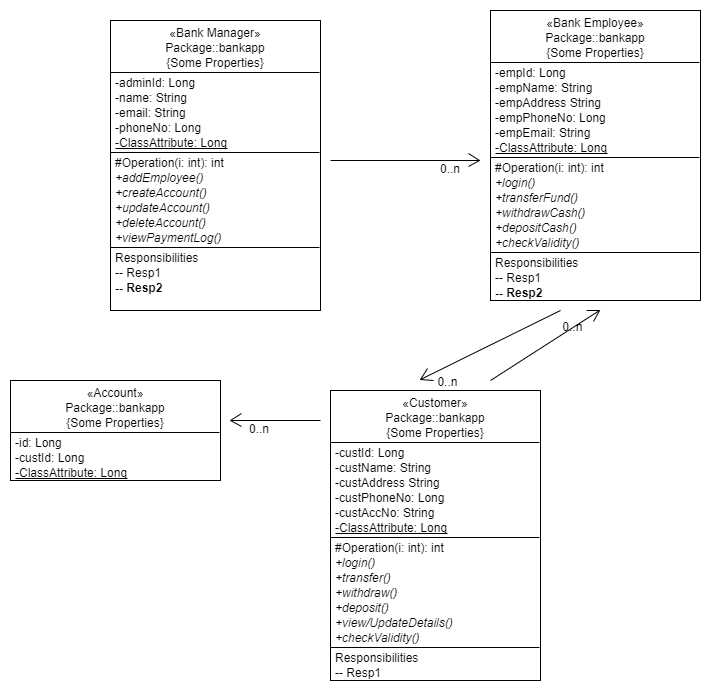 «Bank Manager»
Package::bankapp
{Some Properties}
-adminId: Long
-name: String
-email: String
-phoneNo: Long
-ClassAttribute: Long
#Operation(i: int): int
+addEmployee()
+createAccount()
+updateAccount()
+deleteAccount()
+viewPaymentLog()
Responsibilities
-- Resp1
-- Resp2
0..n
«Bank Employee»
Package::bankapp
{Some Properties}
-empId: Long
-empName: String
-empAddress String
-empPhoneNo: Long
-empEmail: String
-ClassAttribute: Long
#Operation(i: int): int
+login()
+transferFund()
+withdrawCash()
+depositCash()
+checkValidity()
Responsibilities
-- Resp1
-- Resp2
0..n
0..n
«Account»
Package::bankapp
{Some Properties}
-id: Long
-custId: Long
-ClassAttribute: Long
0..n
«Customer»
Package::bankapp
{Some Properties}
-custId: Long
-custName: String
-custAddress String
-custPhoneNo: Long
-custAccNo: String
-ClassAttribute: Long
#Operation(i: int): int
+login()
+transfer()
+withdraw()
+deposit()
+view/UpdateDetails()
+checkValidity()
Responsibilities
-- Resp1